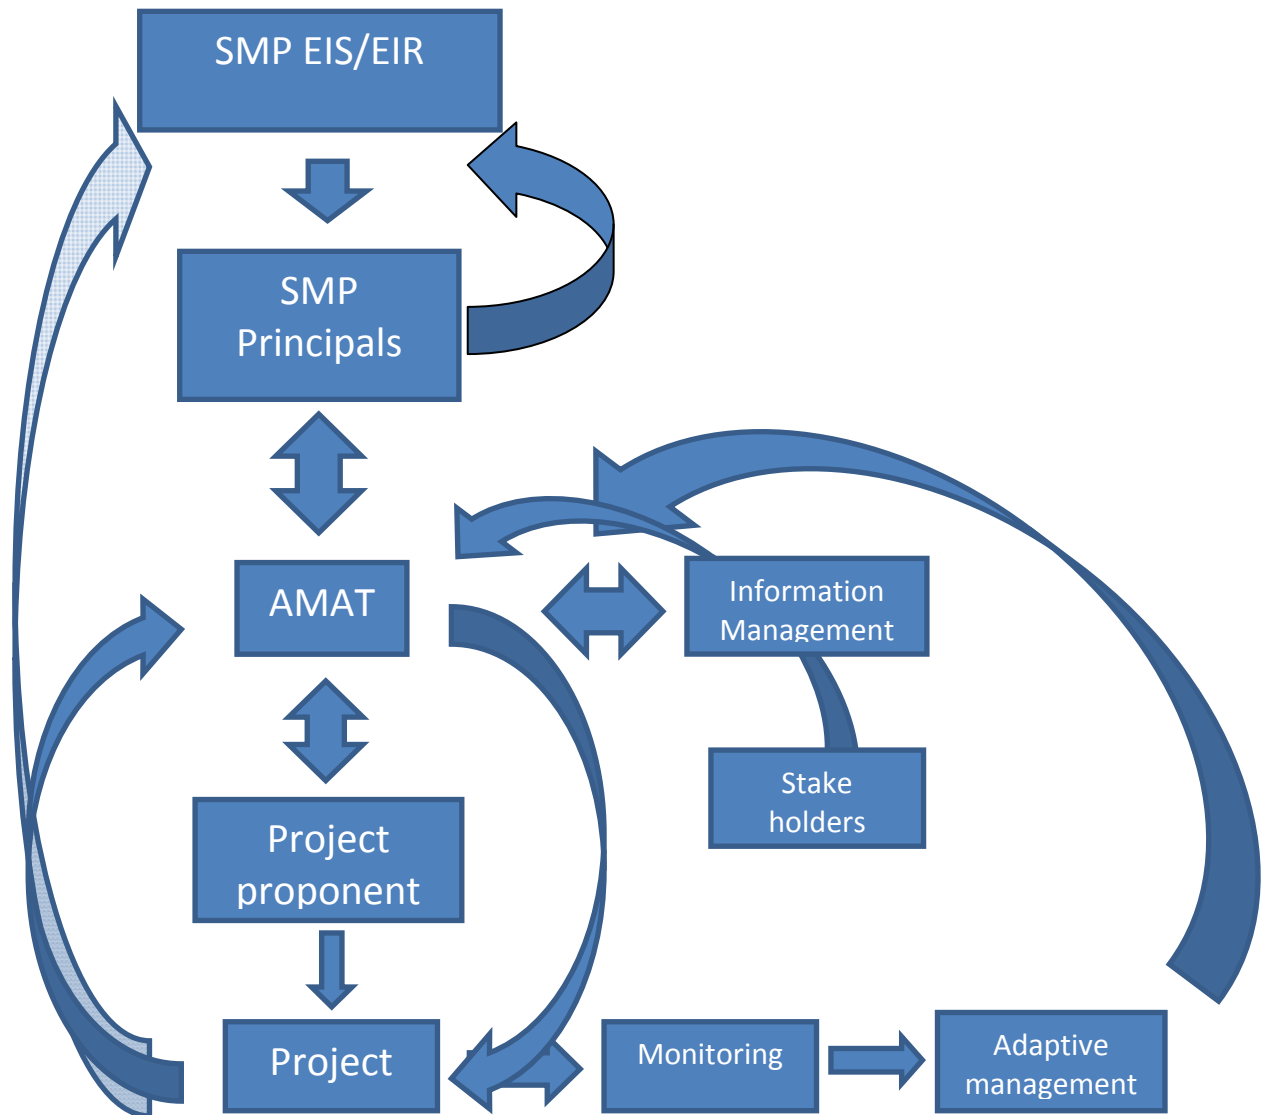 SMP EIS/EIR
SMP
Principals
AMAT
Information
Management
Stake
holders
Project
proponent
Project
Monitoring
Adaptive
management